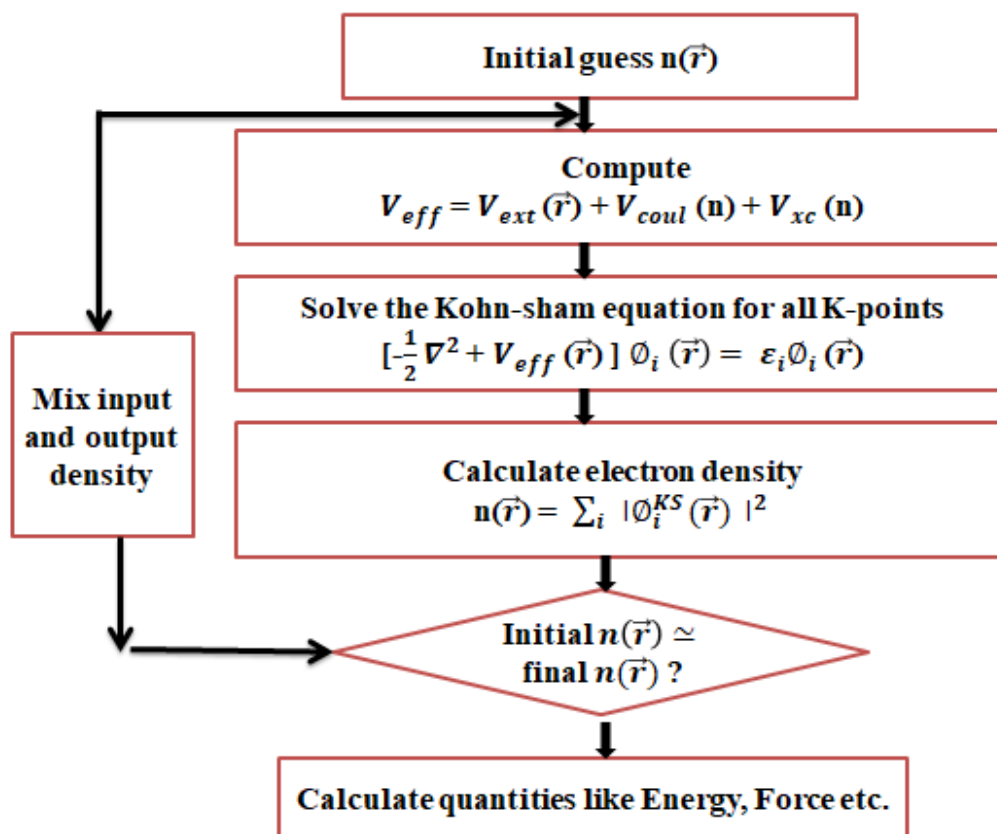 Initial guess n(r⃗)
Compute
V_eff = V_ext (r⃗) + V_coul (n) + V_xc (n)
Solve the Kohn-sham equation for all K-points
[-½ ∇² + V_eff (r⃗) ] ∅_i (r⃗) = ε_i∅_i (r⃗)
Mix input
and output
density
Calculate electron density
n(r⃗) = ∑_i |∅_i^KS (r⃗) |²
Initial n(r⃗) ≃
final n(r⃗) ?
Calculate quantities like Energy, Force etc.